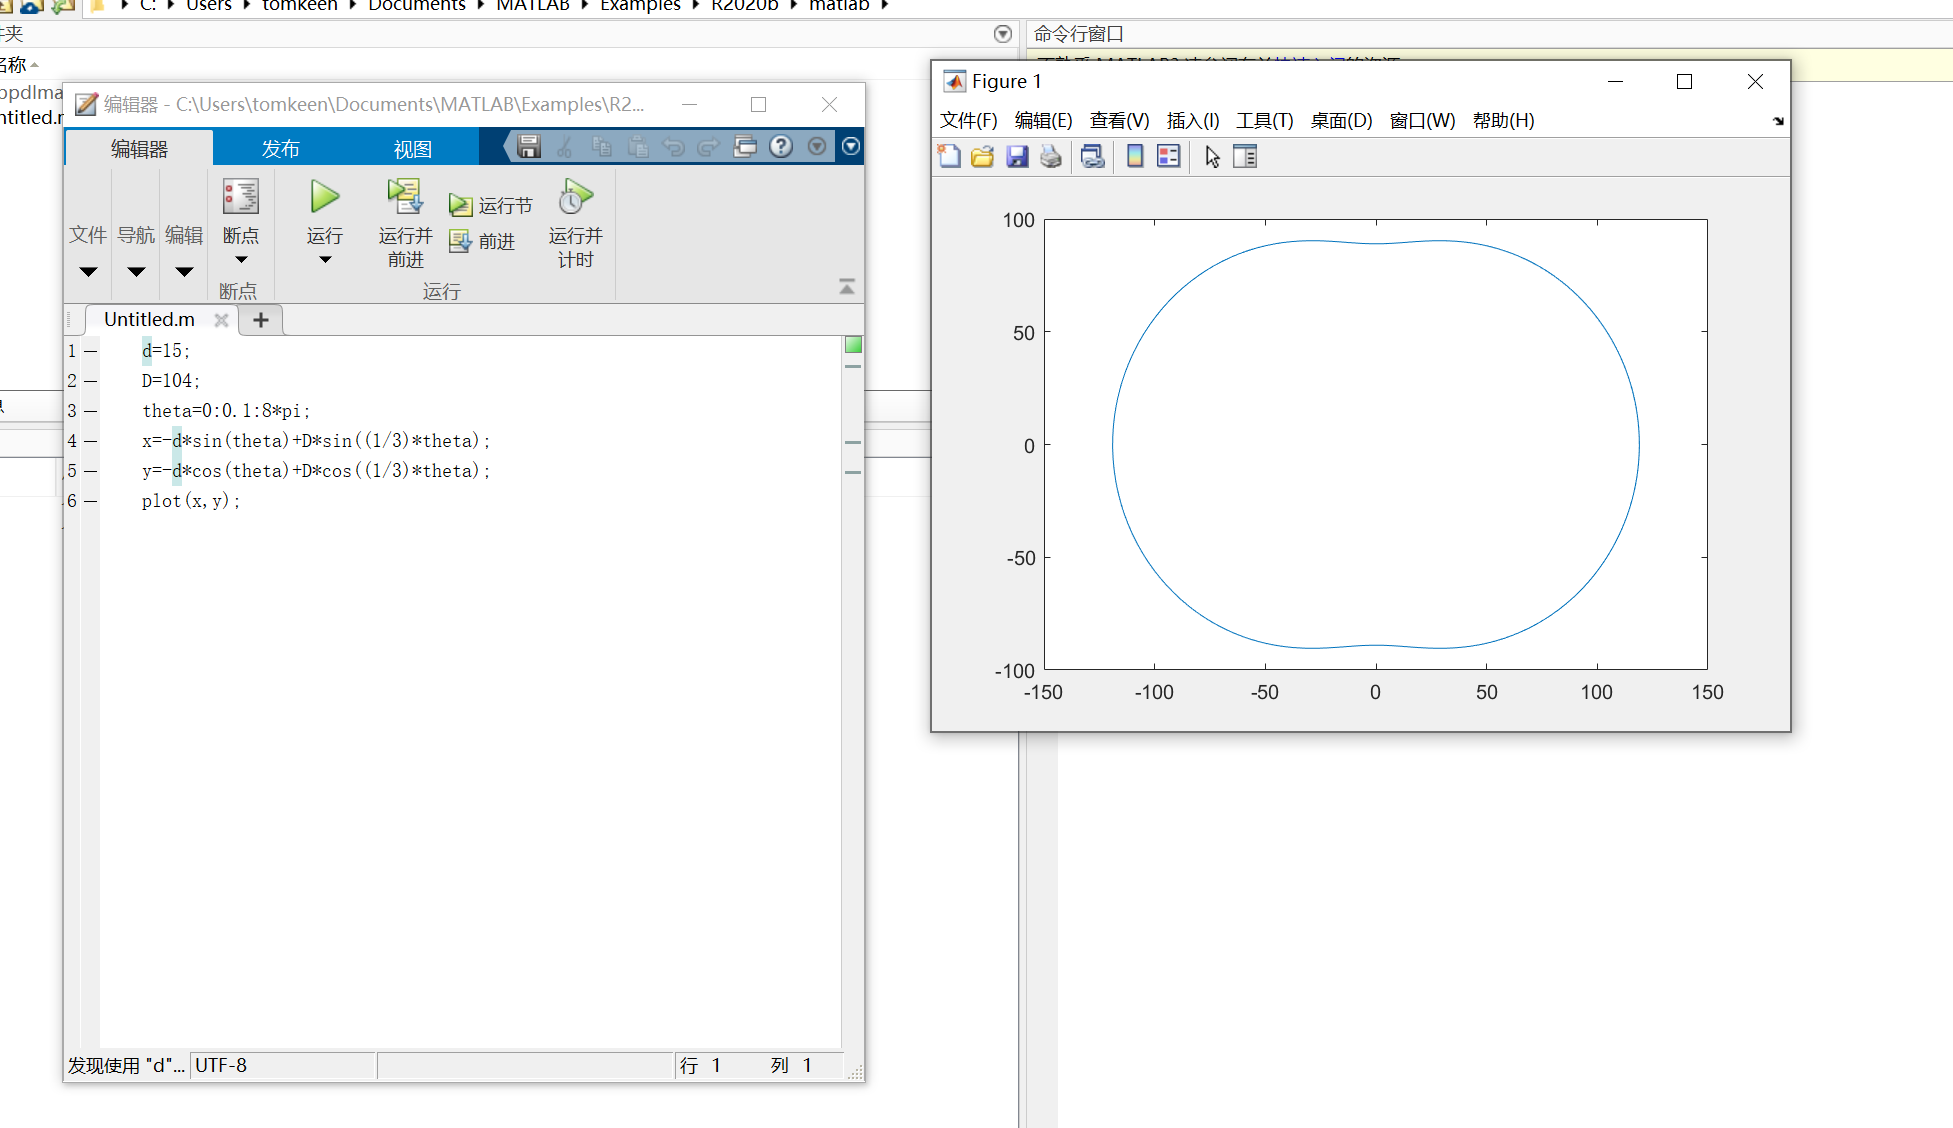 C: Users tomkeen Documents MATLAB Examples R2020b matlab
命令行窗口
名称
编辑器 - C:\Users\tomkeen\Documents\MATLAB\Examples\R2...
编辑器 发布 视图
文件 导航 编辑 断点 运行 运行并前进 运行节 前进 运行并计时
断点 运行
Untitled.m
1 d=15;
2 D=104;
3 theta=0:0.1:8*pi;
4 x=-d*sin(theta)+D*sin((1/3)*theta);
5 y=-d*cos(theta)+D*cos((1/3)*theta);
6 plot(x,y);
发现使用 "d"... UTF-8 行 1 列 1
Figure 1
文件(F) 编辑(E) 查看(V) 插入(I) 工具(T) 桌面(D) 窗口(W) 帮助(H)
100
50
0
-50
-100
-150 -100 -50 0 50 100 150